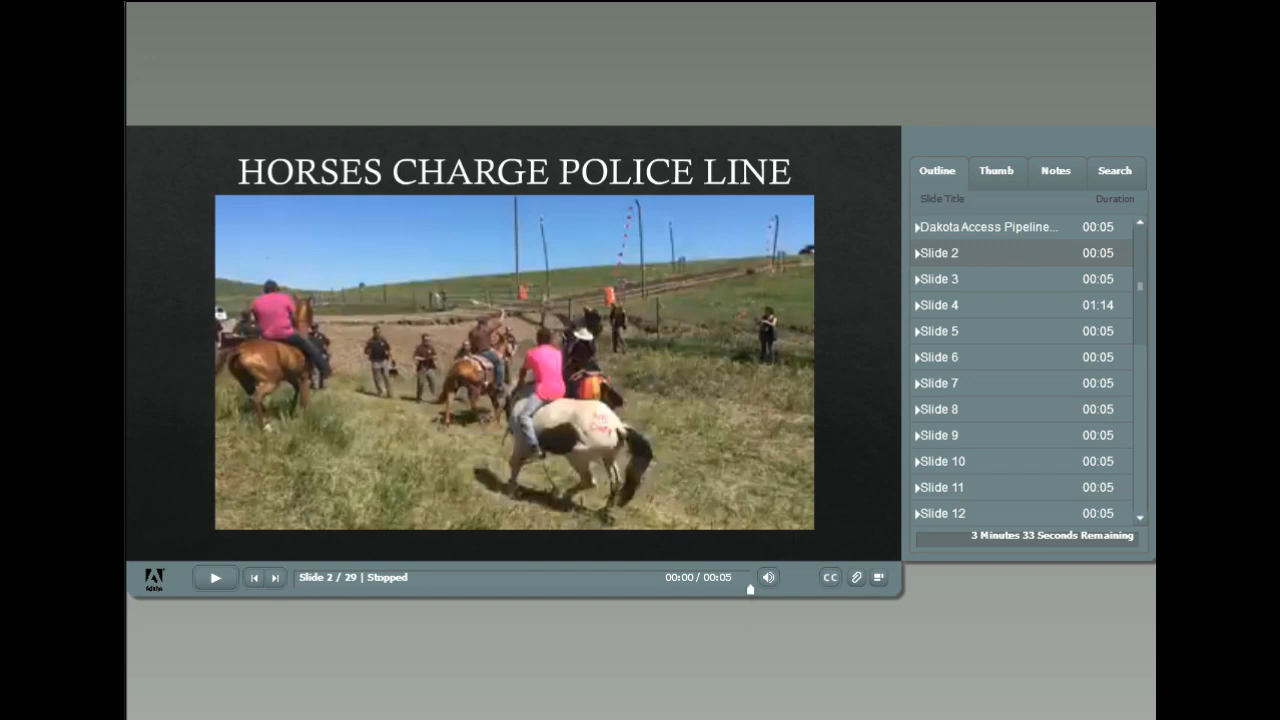 HORSES CHARGE POLICE LINE
Outline Thumb Notes Search
Slide Title Duration
Dakota Access Pipeline... 00:05
Slide 2 00:05
Slide 3 00:05
Slide 4 01:14
Slide 5 00:05
Slide 6 00:05
Slide 7 00:05
Slide 8 00:05
Slide 9 00:05
Slide 10 00:05
Slide 11 00:05
Slide 12 00:05
3 Minutes 33 Seconds Remaining
Adobe
Slide 2 / 29 | Stopped 00:00 / 00:05 CC